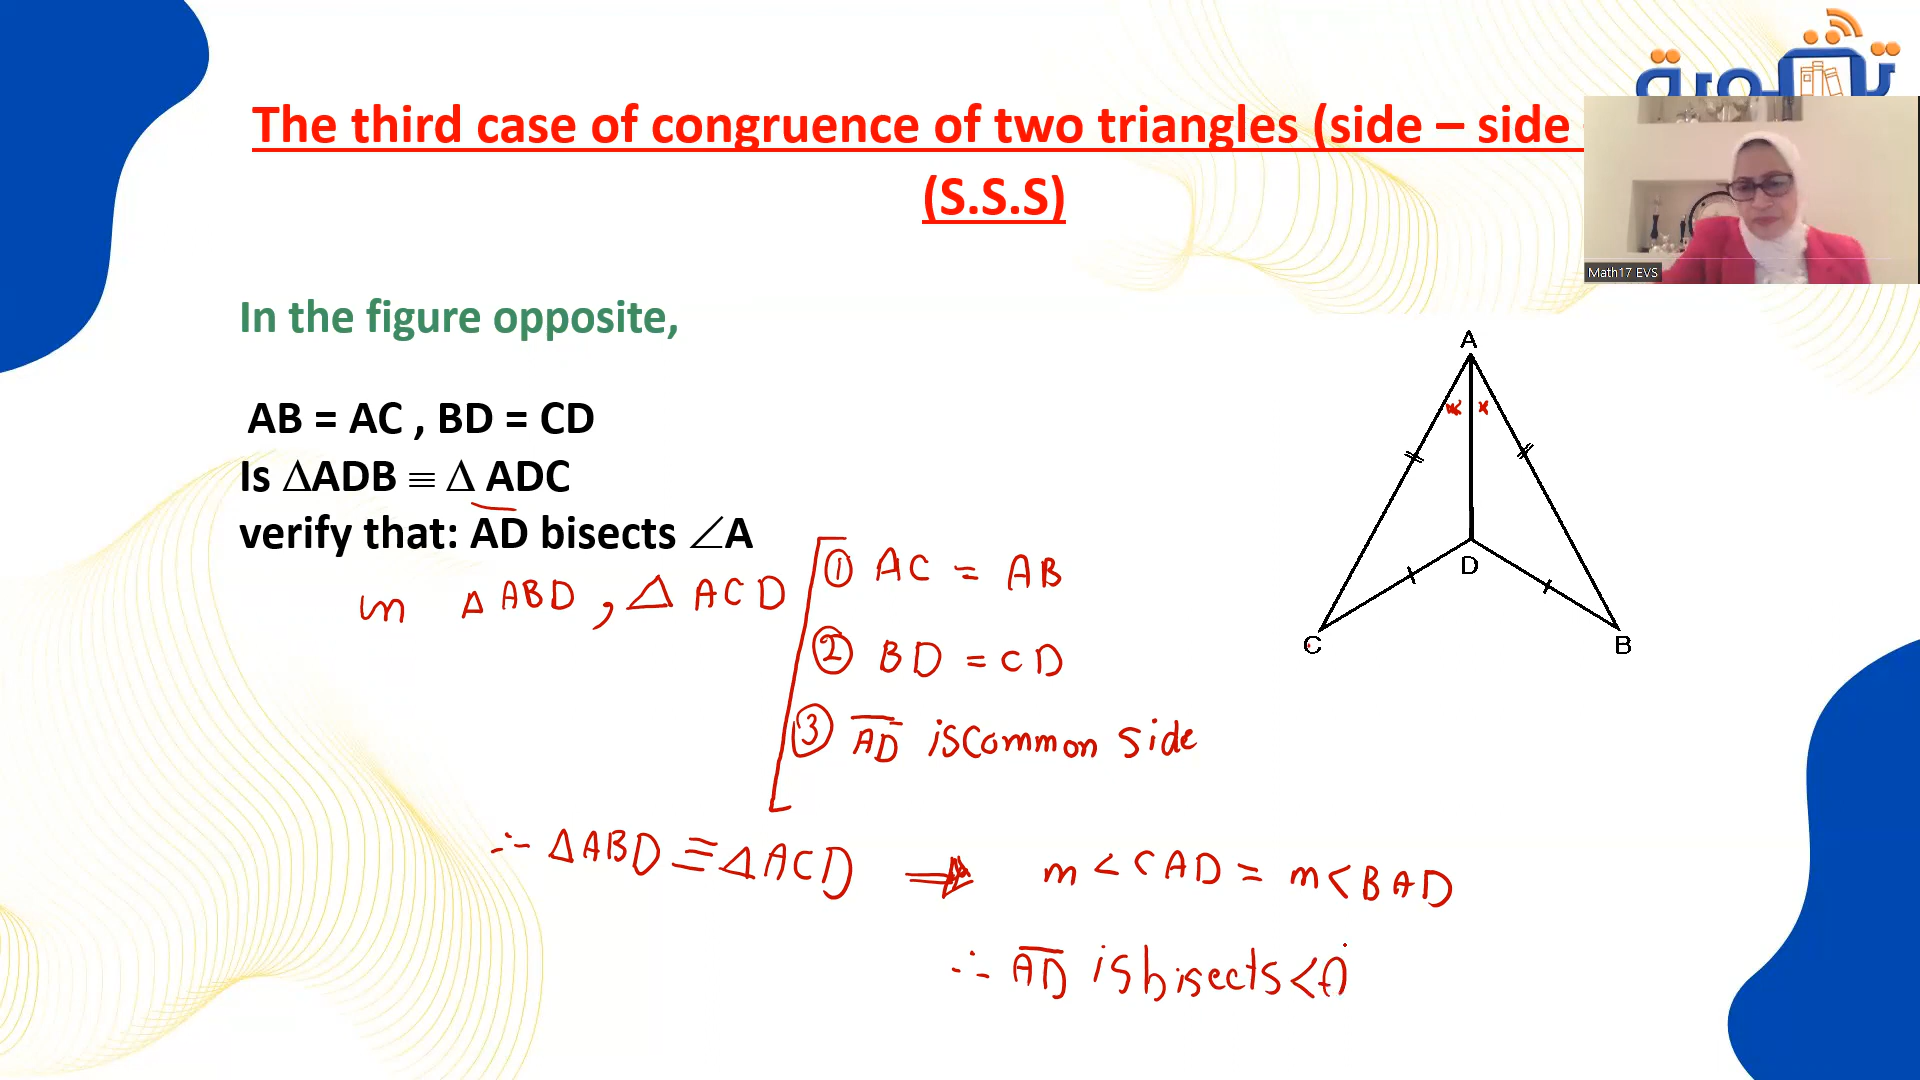 The third case of congruence of two triangles (side – side
(S.S.S)
Math17 EVS
In the figure opposite,
AB = AC , BD = CD
Is ΔADB ≡ Δ ADC
verify that: AD bisects ∠A
in Δ ABD , Δ ACD
① AC = AB
② BD = CD
③ AD is common side
∴ ΔABD ≡ ΔACD ⇒ m<CAD = m<BAD
∴ AD is bisects <A
A
x x
D
C
B